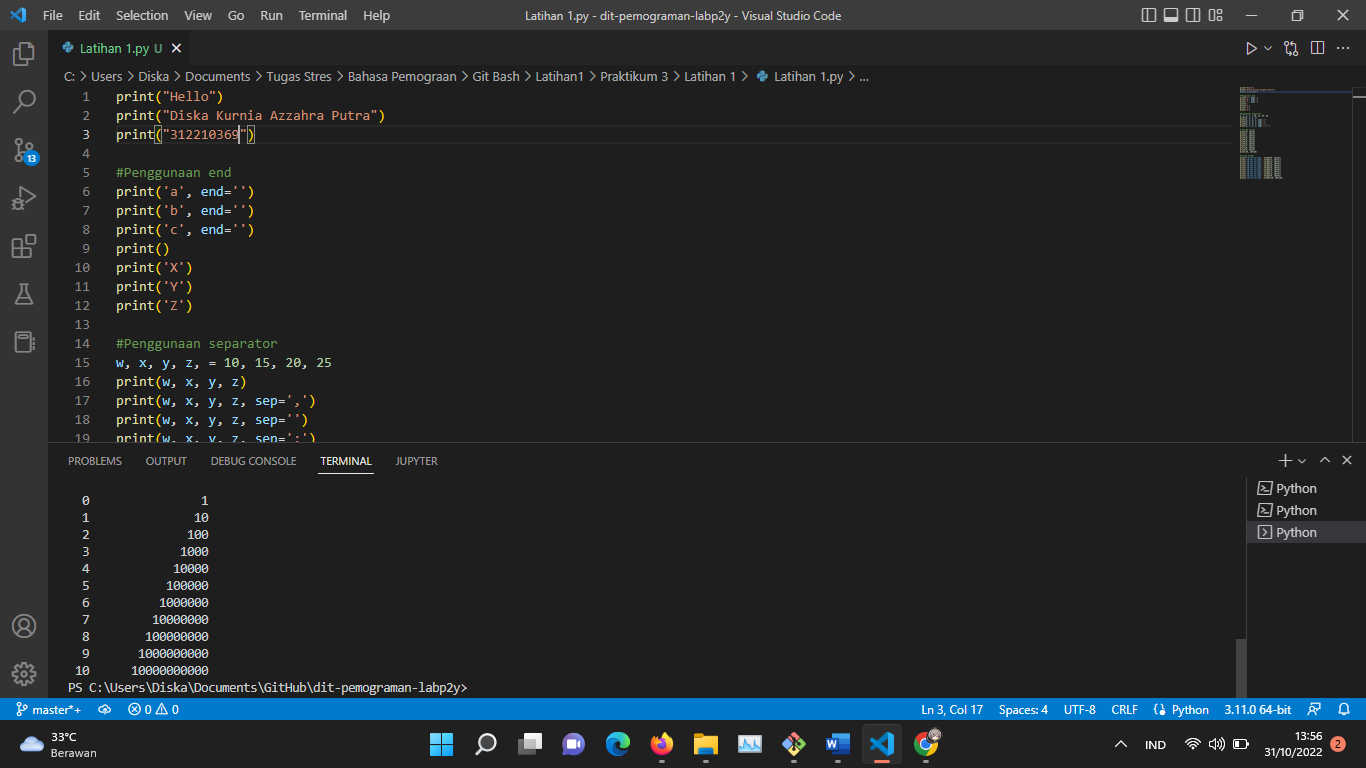 File Edit Selection View Go Run Terminal Help Latihan 1.py - dit-pemograman-labp2y - Visual Studio Code
Latihan 1.py U
C: > Users > Diska > Documents > Tugas Stres > Bahasa Pemograan > Git Bash > Latihan1 > Praktikum 3 > Latihan 1 > Latihan 1.py > ...
1 print("Hello")
2 print("Diska Kurnia Azzahra Putra")
3 print("312210369")
4
5 #Penggunaan end
6 print('a', end='')
7 print('b', end='')
8 print('c', end='')
9 print()
10 print('X')
11 print('Y')
12 print('Z')
13
14 #Penggunaan separator
15 w, x, y, z, = 10, 15, 20, 25
16 print(w, x, y, z)
17 print(w, x, y, z, sep=',')
18 print(w, x, y, z, sep='')
19 print(w, x, y, z, sep=':')
13
PROBLEMS OUTPUT DEBUG CONSOLE TERMINAL JUPYTER
0 1
1 10
2 100
3 1000
4 10000
5 100000
6 1000000
7 10000000
8 100000000
9 1000000000
10 10000000000
PS C:\Users\Diska\Documents\GitHub\dit-pemograman-labp2y>
Python
Python
Python
master*+ 0 0 Ln 3, Col 17 Spaces: 4 UTF-8 CRLF Python 3.11.0 64-bit
33°C
Berawan
IND
13:56
31/10/2022
2